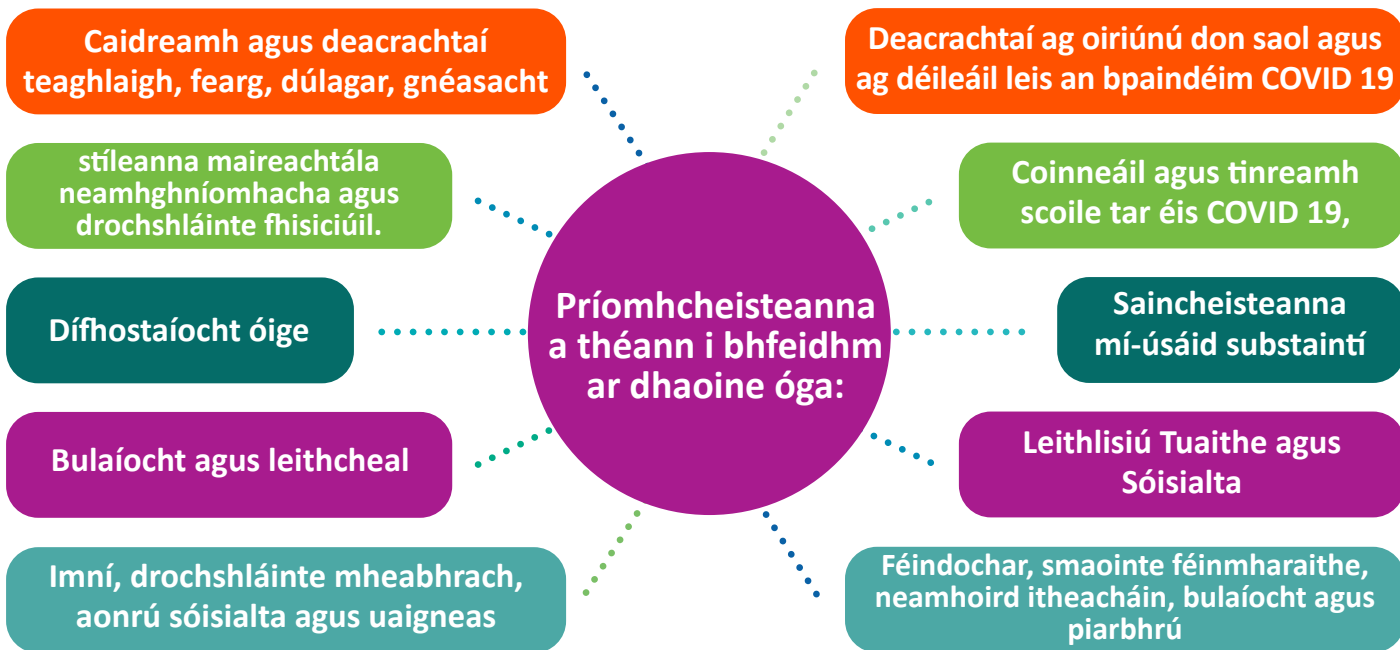 Caidreamh agus deacrachtaí
teaghlaigh, fearg, dúlagar, gnéasacht
Deacrachtaí ag oiriúnú don saol agus
ag déileáil leis an bpaindéim COVID 19
stíleanna maireachtála
neamhghníomhacha agus
drochshláinte fhisiciúil.
Coinneáil agus tinreamh
scoile tar éis COVID 19,
Príomhcheisteanna
a théann i bhfeidhm
ar dhaoine óga:
Dífhostaíocht óige
Saincheisteanna
mí-úsáid substaintí
Bulaíocht agus leithcheal
Leithlisiú Tuaithe agus
Sóisialta
Imní, drochshláinte mheabhrach,
aonrú sóisialta agus uaigneas
Féindochar, smaointe féinmharaithe,
neamhoird itheacháin, bulaíocht agus
piarbhrú